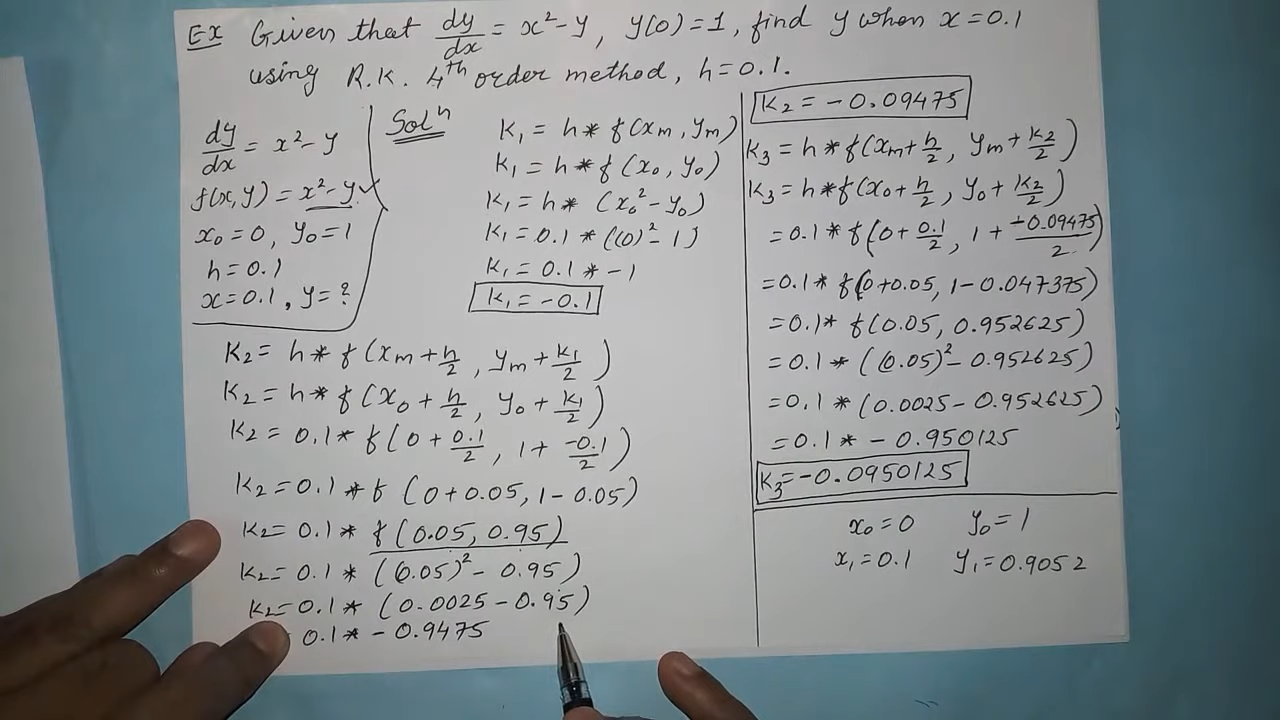 Ex Given that dy/dx = x² - y, y(0) = 1, find y when x = 0.1
using R.K. 4th order method, h = 0.1.
dy/dx = x² - y
f(x, y) = x² - y ✓
x₀ = 0, y₀ = 1
h = 0.1
x = 0.1, y = ?
Solⁿ
K₁ = h * f(xₘ, yₘ)
K₁ = h * f(x₀, y₀)
K₁ = h * (x₀² - y₀)
K₁ = 0.1 * ((0)² - 1)
K₁ = 0.1 * -1
K₁ = -0.1
K₂ = h * f(xₘ + h/2, yₘ + k₁/2)
K₂ = h * f(x₀ + h/2, y₀ + k₁/2)
K₂ = 0.1 * f(0 + 0.1/2, 1 + -0.1/2)
K₂ = 0.1 * f (0 + 0.05, 1 - 0.05)
K₂ = 0.1 * f(0.05, 0.95)
K₂ = 0.1 * ((0.05)² - 0.95)
K₂ = 0.1 * (0.0025 - 0.95)
0.1 * - 0.9475
K₂ = -0.09475
K₃ = h * f(xₘ + h/2, yₘ + k₂/2)
K₃ = h * f(x₀ + h/2, y₀ + k₂/2)
= 0.1 * f(0 + 0.1/2, 1 + -0.09475/2)
= 0.1 * f(0 + 0.05, 1 - 0.047375)
= 0.1 * f(0.05, 0.952625)
= 0.1 * ((0.05)² - 0.952625)
= 0.1 * (0.0025 - 0.952625)
= 0.1 * - 0.950125
K₃ = -0.0950125
x₀ = 0 y₀ = 1
x₁ = 0.1 y₁ = 0.9052